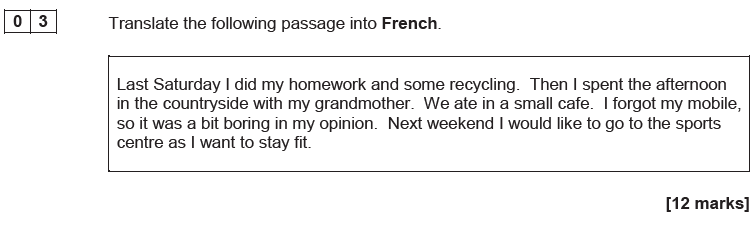 0 3 Translate the following passage into French.
Last Saturday I did my homework and some recycling. Then I spent the afternoon
in the countryside with my grandmother. We ate in a small cafe. I forgot my mobile,
so it was a bit boring in my opinion. Next weekend I would like to go to the sports
centre as I want to stay fit.
[12 marks]